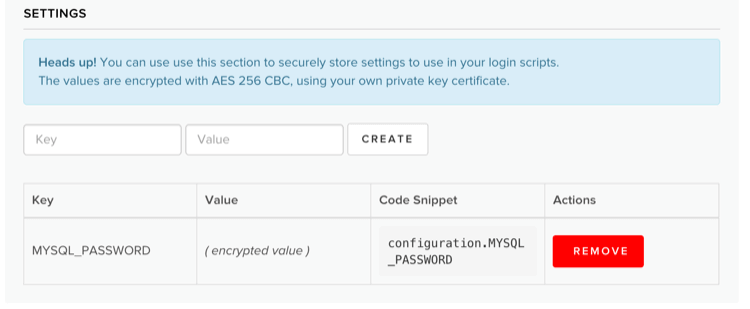 SETTINGS
Heads up! You can use use this section to securely store settings to use in your login scripts.
The values are encrypted with AES 256 CBC, using your own private key certificate.
Key
Value
CREATE
Key
Value
Code Snippet
Actions
MYSQL_PASSWORD
( encrypted value )
configuration.MYSQL
_PASSWORD
REMOVE